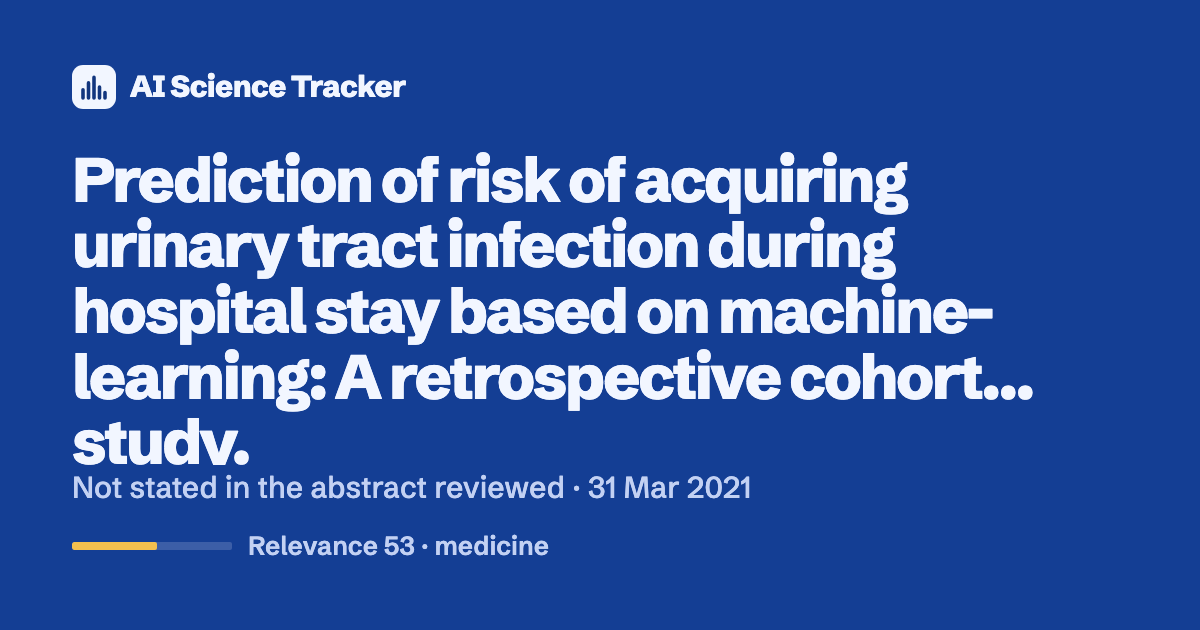 AI Science Tracker
Prediction of risk of acquiring
urinary tract infection during
hospital stay based on machine-
learning: A retrospective cohort...
study.
Not stated in the abstract reviewed · 31 Mar 2021
Relevance 53 · medicine